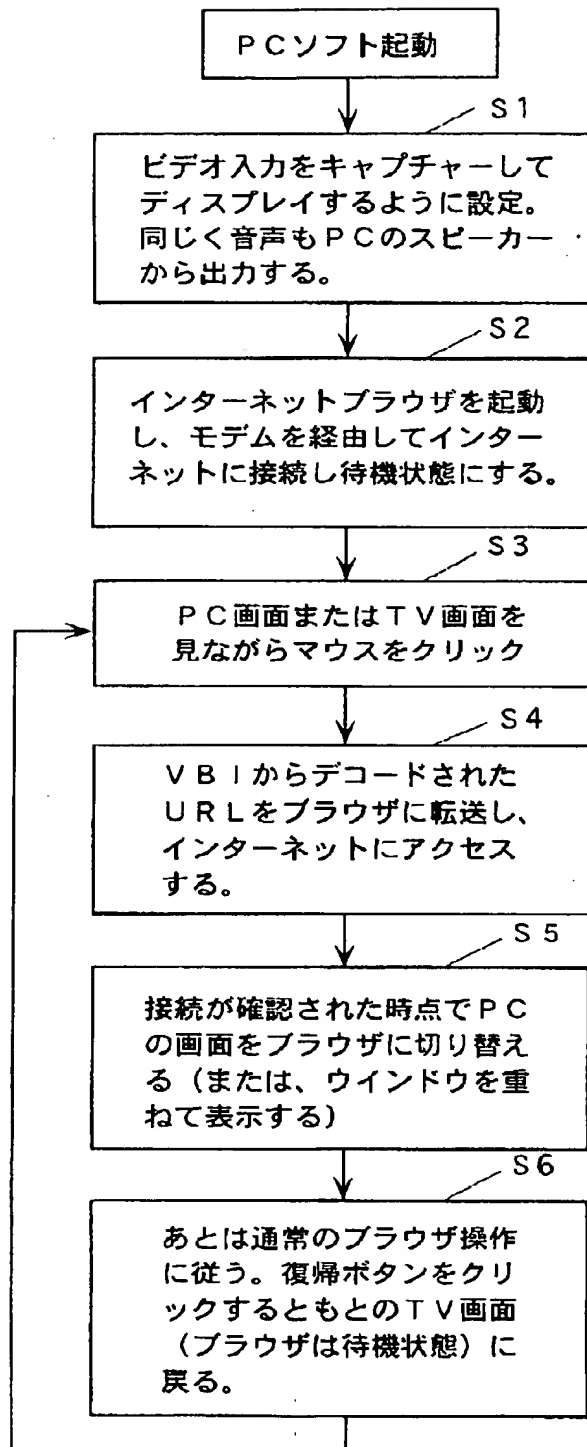 ＰＣソフト起動
Ｓ１
ビデオ入力をキャプチャーして
ディスプレイするように設定。
同じく音声もＰＣのスピーカー
から出力する。
Ｓ２
インターネットブラウザを起動
し、モデムを経由してインター
ネットに接続し待機状態にする。
Ｓ３
ＰＣ画面またはＴＶ画面を
見ながらマウスをクリック
Ｓ４
ＶＢＩからデコードされた
ＵＲＬをブラウザに転送し、
インターネットにアクセス
する。
Ｓ５
接続が確認された時点でＰＣ
の画面をブラウザに切り替え
る（または、ウインドウを重
ねて表示する）
Ｓ６
あとは通常のブラウザ操作
に従う。復帰ボタンをクリ
ックするともとのＴＶ画面
（ブラウザは待機状態）に
戻る。